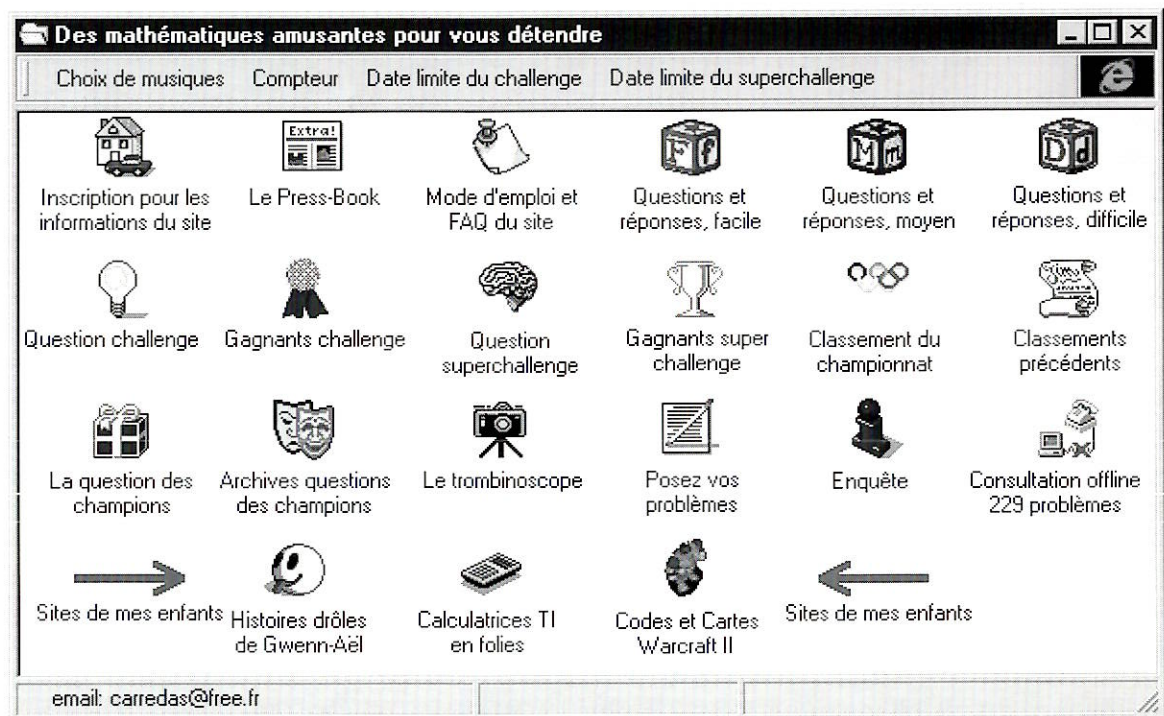 Des mathématiques amusantes pour vous détendre
Choix de musiques Compteur Date limite du challenge Date limite du superchallenge
Extra!
Ff
Mm
Dd
Inscription pour les
informations du site
Le Press-Book
Mode d'emploi et
FAQ du site
Questions et
réponses, facile
Questions et
réponses, moyen
Questions et
réponses, difficile
Question challenge
Gagnants challenge
Question
superchallenge
Gagnants super
challenge
Classement du
championnat
Classements
précédents
La question des
champions
Archives questions
des champions
Le trombinoscope
Posez vos
problèmes
Enquête
Consultation offline
229 problèmes
Sites de mes enfants
Histoires drôles
de Gwenn-Aël
Calculatrices TI
en folies
Codes et Cartes
Warcraft II
Sites de mes enfants
email: carredas@free.fr